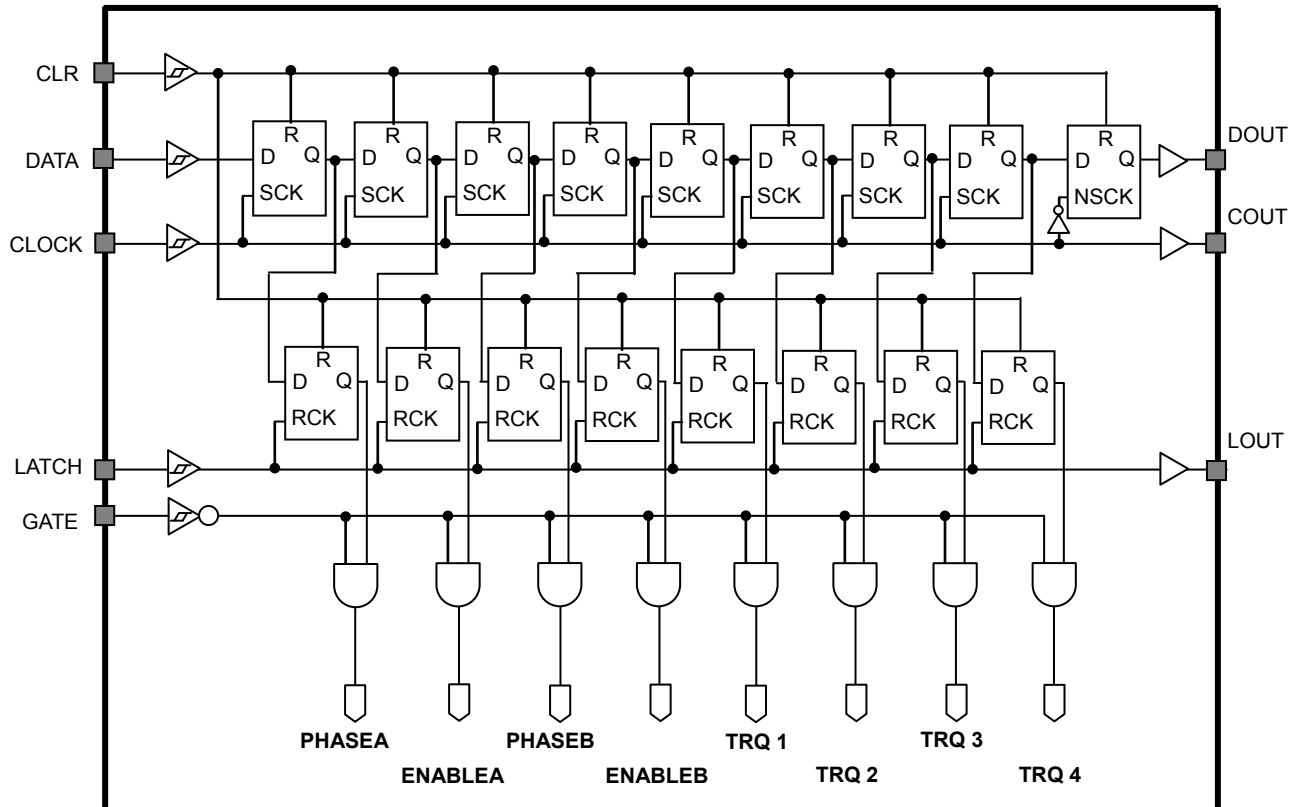 CLR
R R R R R R R R R
DATA
D Q D Q D Q D Q D Q D Q D Q D Q D Q
DOUT
SCK SCK SCK SCK SCK SCK SCK SCK NSCK
CLOCK
COUT
R R R R R R R R
D Q D Q D Q D Q D Q D Q D Q D Q
RCK RCK RCK RCK RCK RCK RCK RCK
LATCH
LOUT
GATE
PHASEA
ENABLEA
PHASEB
ENABLEB
TRQ 1
TRQ 2
TRQ 3
TRQ 4